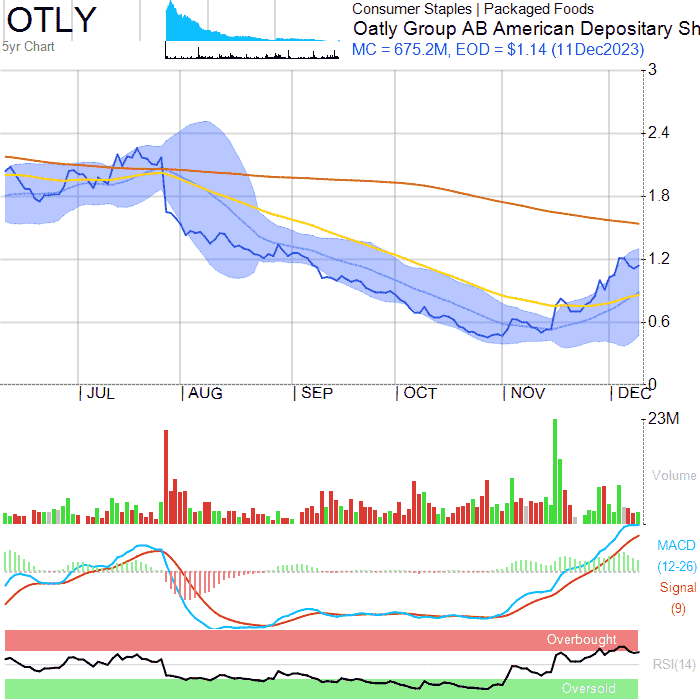 OTLY
5yr Chart
Consumer Staples | Packaged Foods
Oatly Group AB American Depositary Sh
MC = 675.2M, EOD = $1.14 (11Dec2023)
3
2.4
1.8
1.2
0.6
0
JUL AUG SEP OCT NOV DEC
23M
Volume
MACD
(12-26)
Signal
(9)
Overbought
RSI(14)
Oversold